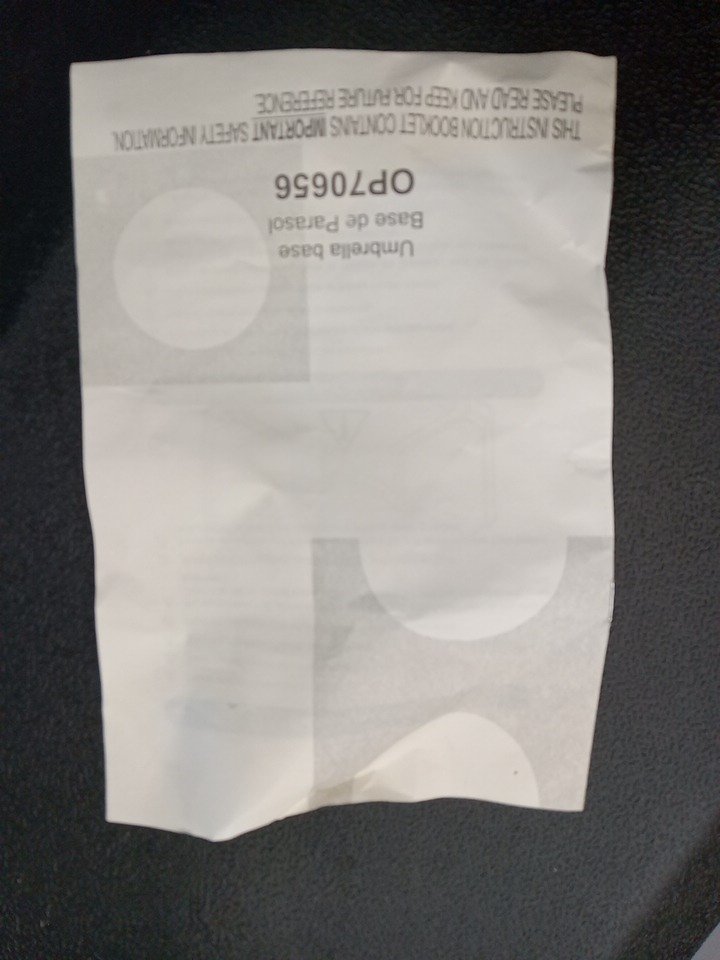 Umbrella base
Base de Parasol
OP70656
THIS INSTRUCTION BOOKLET CONTAINS IMPORTANT SAFETY INFORMATION.
PLEASE READ AND KEEP FOR FUTURE REFERENCE.